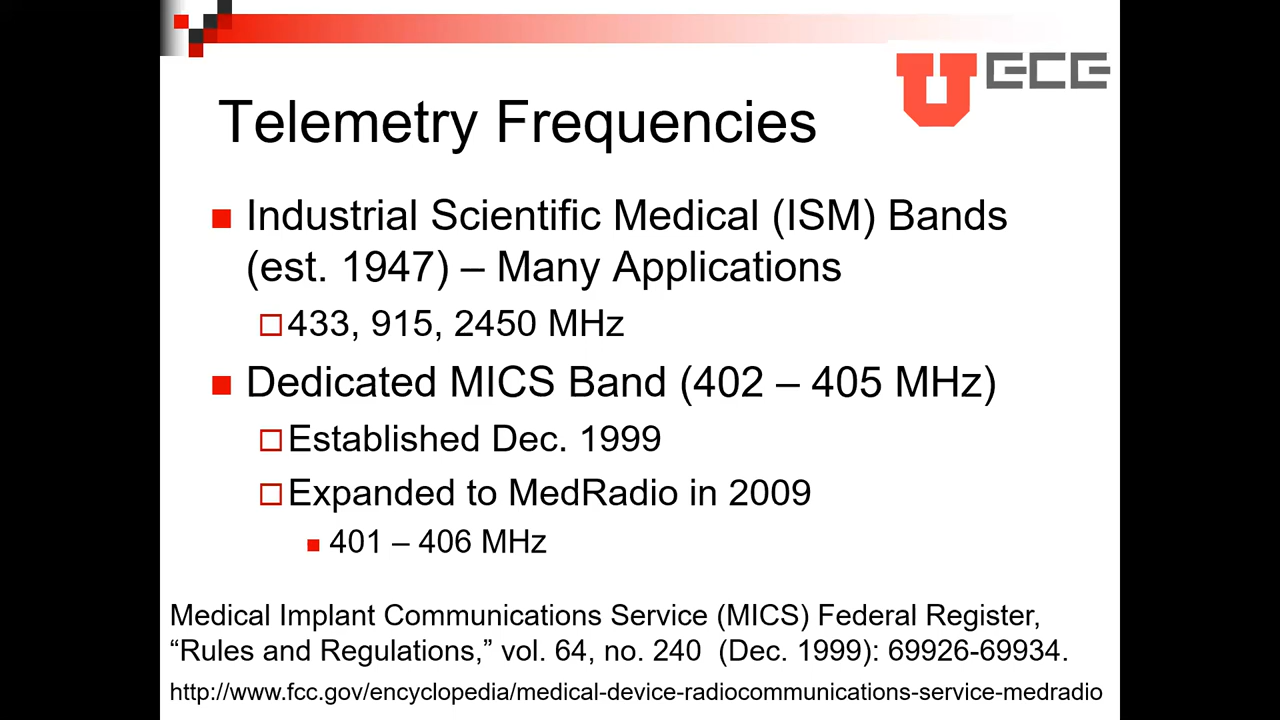 U ECE
Telemetry Frequencies
Industrial Scientific Medical (ISM) Bands
(est. 1947) – Many Applications
433, 915, 2450 MHz
Dedicated MICS Band (402 – 405 MHz)
Established Dec. 1999
Expanded to MedRadio in 2009
401 – 406 MHz
Medical Implant Communications Service (MICS) Federal Register,
“Rules and Regulations,” vol. 64, no. 240 (Dec. 1999): 69926-69934.
http://www.fcc.gov/encyclopedia/medical-device-radiocommunications-service-medradio